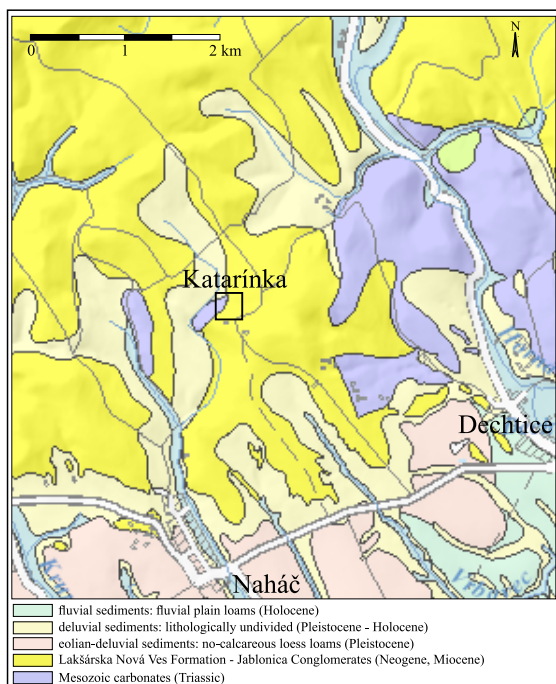 N
0 1 2 km
Katarínka
Dechtice
Naháč
fluvial sediments: fluvial plain loams (Holocene)
deluvial sediments: lithologically undivided (Pleistocene - Holocene)
eolian-deluvial sediments: no-calcareous loess loams (Pleistocene)
Lakšárska Nová Ves Formation - Jablonica Conglomerates (Neogene, Miocene)
Mesozoic carbonates (Triassic)